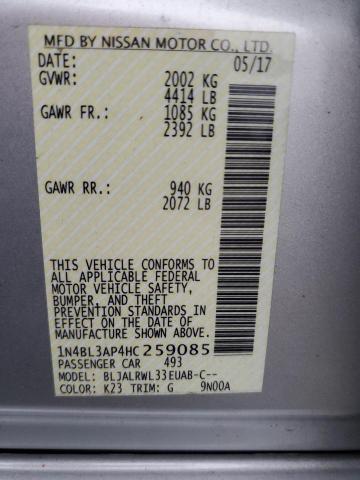 MFD BY NISSAN MOTOR CO., LTD.
DATE: 05/17
GVWR: 2002 KG
4414 LB
GAWR FR.: 1085 KG
2392 LB
GAWR RR.: 940 KG
2072 LB
THIS VEHICLE CONFORMS TO
ALL APPLICABLE FEDERAL
MOTOR VEHICLE SAFETY,
BUMPER, AND THEFT
PREVENTION STANDARDS
IN EFFECT ON THE DATE OF
MANUFACTURE SHOWN ABOVE.
1N4BL3AP4HC259085
PASSENGER CAR 493
MODEL: BLJALRWL33EUAB-C--
COLOR: K23 TRIM: G 9N00A